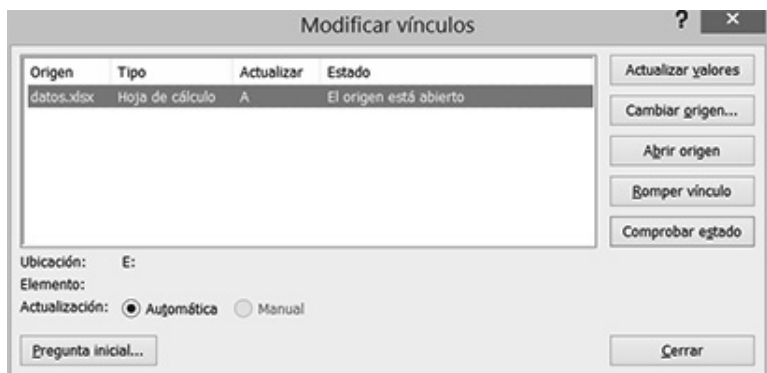 Modificar vínculos
? ×
Origen Tipo Actualizar Estado
datos.xlsx Hoja de cálculo A El origen está abierto
Actualizar valores
Cambiar origen...
Abrir origen
Romper vínculo
Comprobar estado
Ubicación: E:
Elemento:
Actualización: Automática Manual
Pregunta inicial... Cerrar